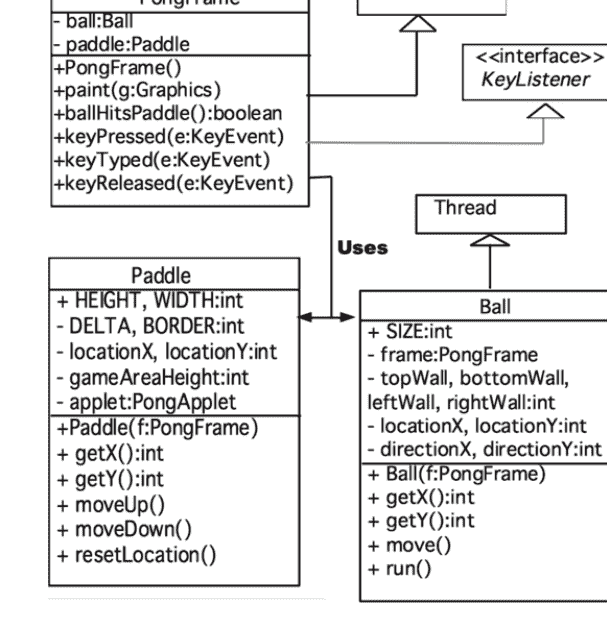 PongFrame
- ball:Ball
- paddle:Paddle
+PongFrame()
+paint(g:Graphics)
+ballHitsPaddle():boolean
+keyPressed(e:KeyEvent)
+keyTyped(e:KeyEvent)
+keyReleased(e:KeyEvent)
<<interface>>
KeyListener
Thread
Uses
Paddle
+ HEIGHT, WIDTH:int
- DELTA, BORDER:int
- locationX, locationY:int
- gameAreaHeight:int
- applet:PongApplet
+Paddle(f:PongFrame)
+ getX():int
+ getY():int
+ moveUp()
+ moveDown()
+ resetLocation()
Ball
+ SIZE:int
- frame:PongFrame
- topWall, bottomWall,
leftWall, rightWall:int
- locationX, locationY:int
- directionX, directionY:int
+ Ball(f:PongFrame)
+ getX():int
+ getY():int
+ move()
+ run()